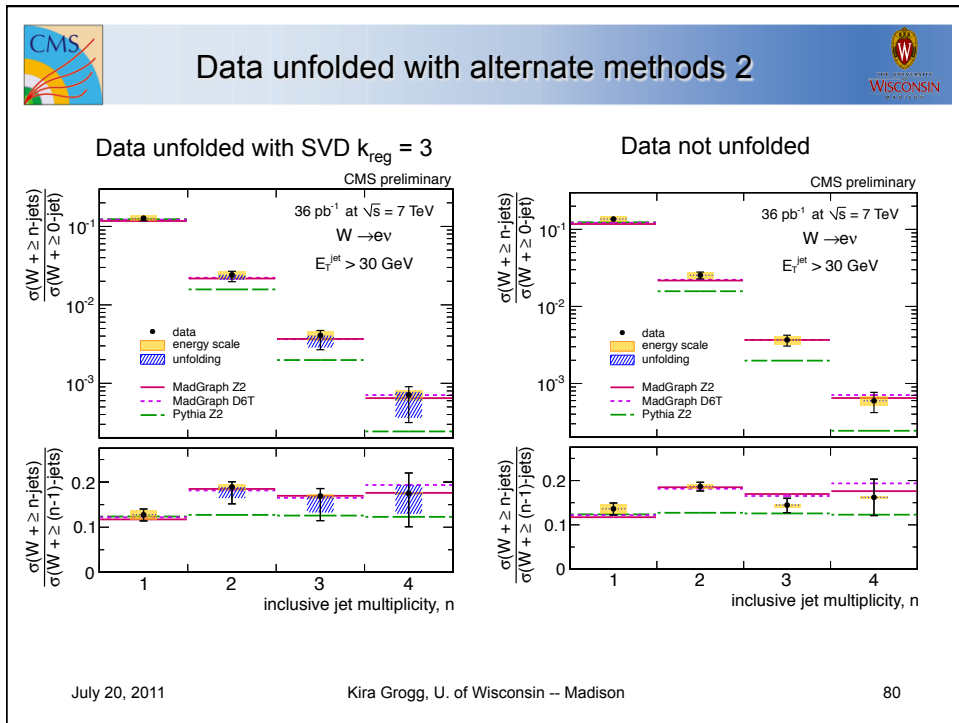 CMS
Data unfolded with alternate methods 2
THE UNIVERSITY
WISCONSIN
MADISON
Data unfolded with SVD k_reg = 3
CMS preliminary
σ(W + ≥ n-jets)
σ(W + ≥ 0-jet)
36 pb⁻¹ at √s = 7 TeV
W →eν
E_T^jet > 30 GeV
10⁻¹
10⁻²
10⁻³
data
energy scale
unfolding
MadGraph Z2
MadGraph D6T
Pythia Z2
σ(W + ≥ n-jets)
σ(W + ≥ (n-1)-jets)
0.2
0.1
0
1 2 3 4
inclusive jet multiplicity, n
Data not unfolded
CMS preliminary
σ(W + ≥ n-jets)
σ(W + ≥ 0-jet)
36 pb⁻¹ at √s = 7 TeV
W →eν
E_T^jet > 30 GeV
10⁻¹
10⁻²
10⁻³
data
energy scale
unfolding
MadGraph Z2
MadGraph D6T
Pythia Z2
σ(W + ≥ n-jets)
σ(W + ≥ (n-1)-jets)
0.2
0.1
0
1 2 3 4
inclusive jet multiplicity, n
July 20, 2011 Kira Grogg, U. of Wisconsin -- Madison 80